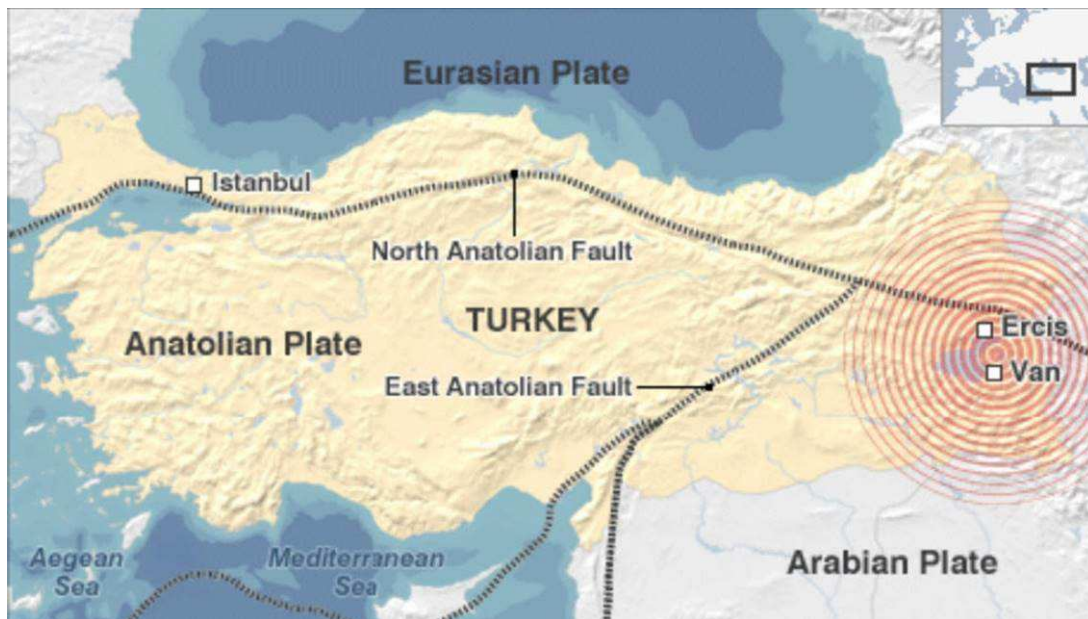 Eurasian Plate
Istanbul
North Anatolian Fault
TURKEY
Ercis
Anatolian Plate
Van
East Anatolian Fault
Aegean
Sea
Mediterranean
Sea
Arabian Plate